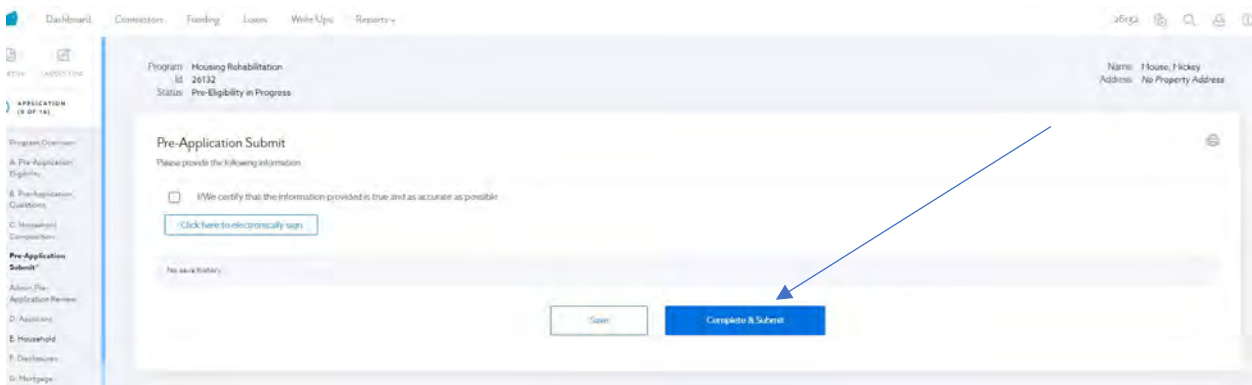 Dashboard Contractors Funding Loans Write Ups Reports 26132
Program Housing Rehabilitation
Id 26132
Status Pre-Eligibility in Progress
Name House, Mickey
Address No Property Address
APPLICATION
Program Overview
A. Pre-Application
Eligibility
B. Pre-Application
Questions
C. Household
Composition
Pre-Application
Submit*
Admin Pre-
Application Review
D. Applicant
E. Household
F. Disclosures
G. Mortgage
Pre-Application Submit
Please provide the following information.
I/We certify that the information provided is true and as accurate as possible
Click here to electronically sign
No save history
Save
Complete & Submit